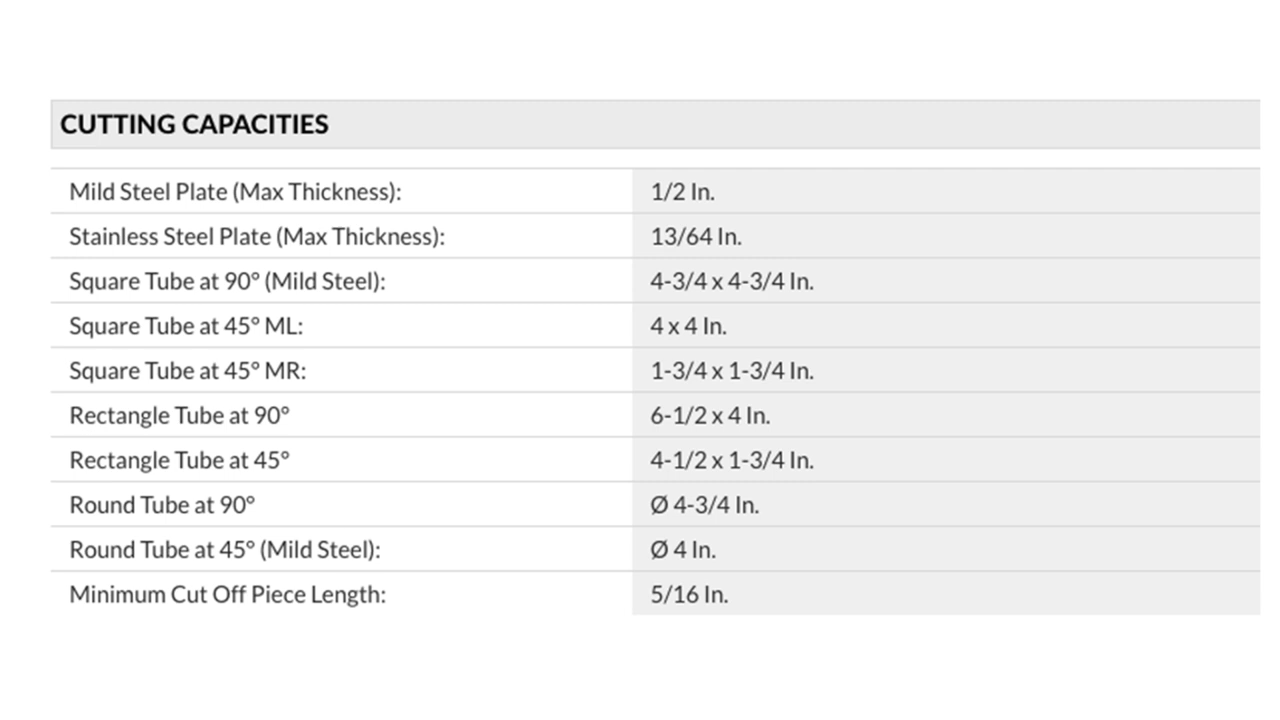 CUTTING CAPACITIES
Mild Steel Plate (Max Thickness): 1/2 In.
Stainless Steel Plate (Max Thickness): 13/64 In.
Square Tube at 90° (Mild Steel): 4-3/4 x 4-3/4 In.
Square Tube at 45° ML: 4 x 4 In.
Square Tube at 45° MR: 1-3/4 x 1-3/4 In.
Rectangle Tube at 90° 6-1/2 x 4 In.
Rectangle Tube at 45° 4-1/2 x 1-3/4 In.
Round Tube at 90° Ø 4-3/4 In.
Round Tube at 45° (Mild Steel): Ø 4 In.
Minimum Cut Off Piece Length: 5/16 In.